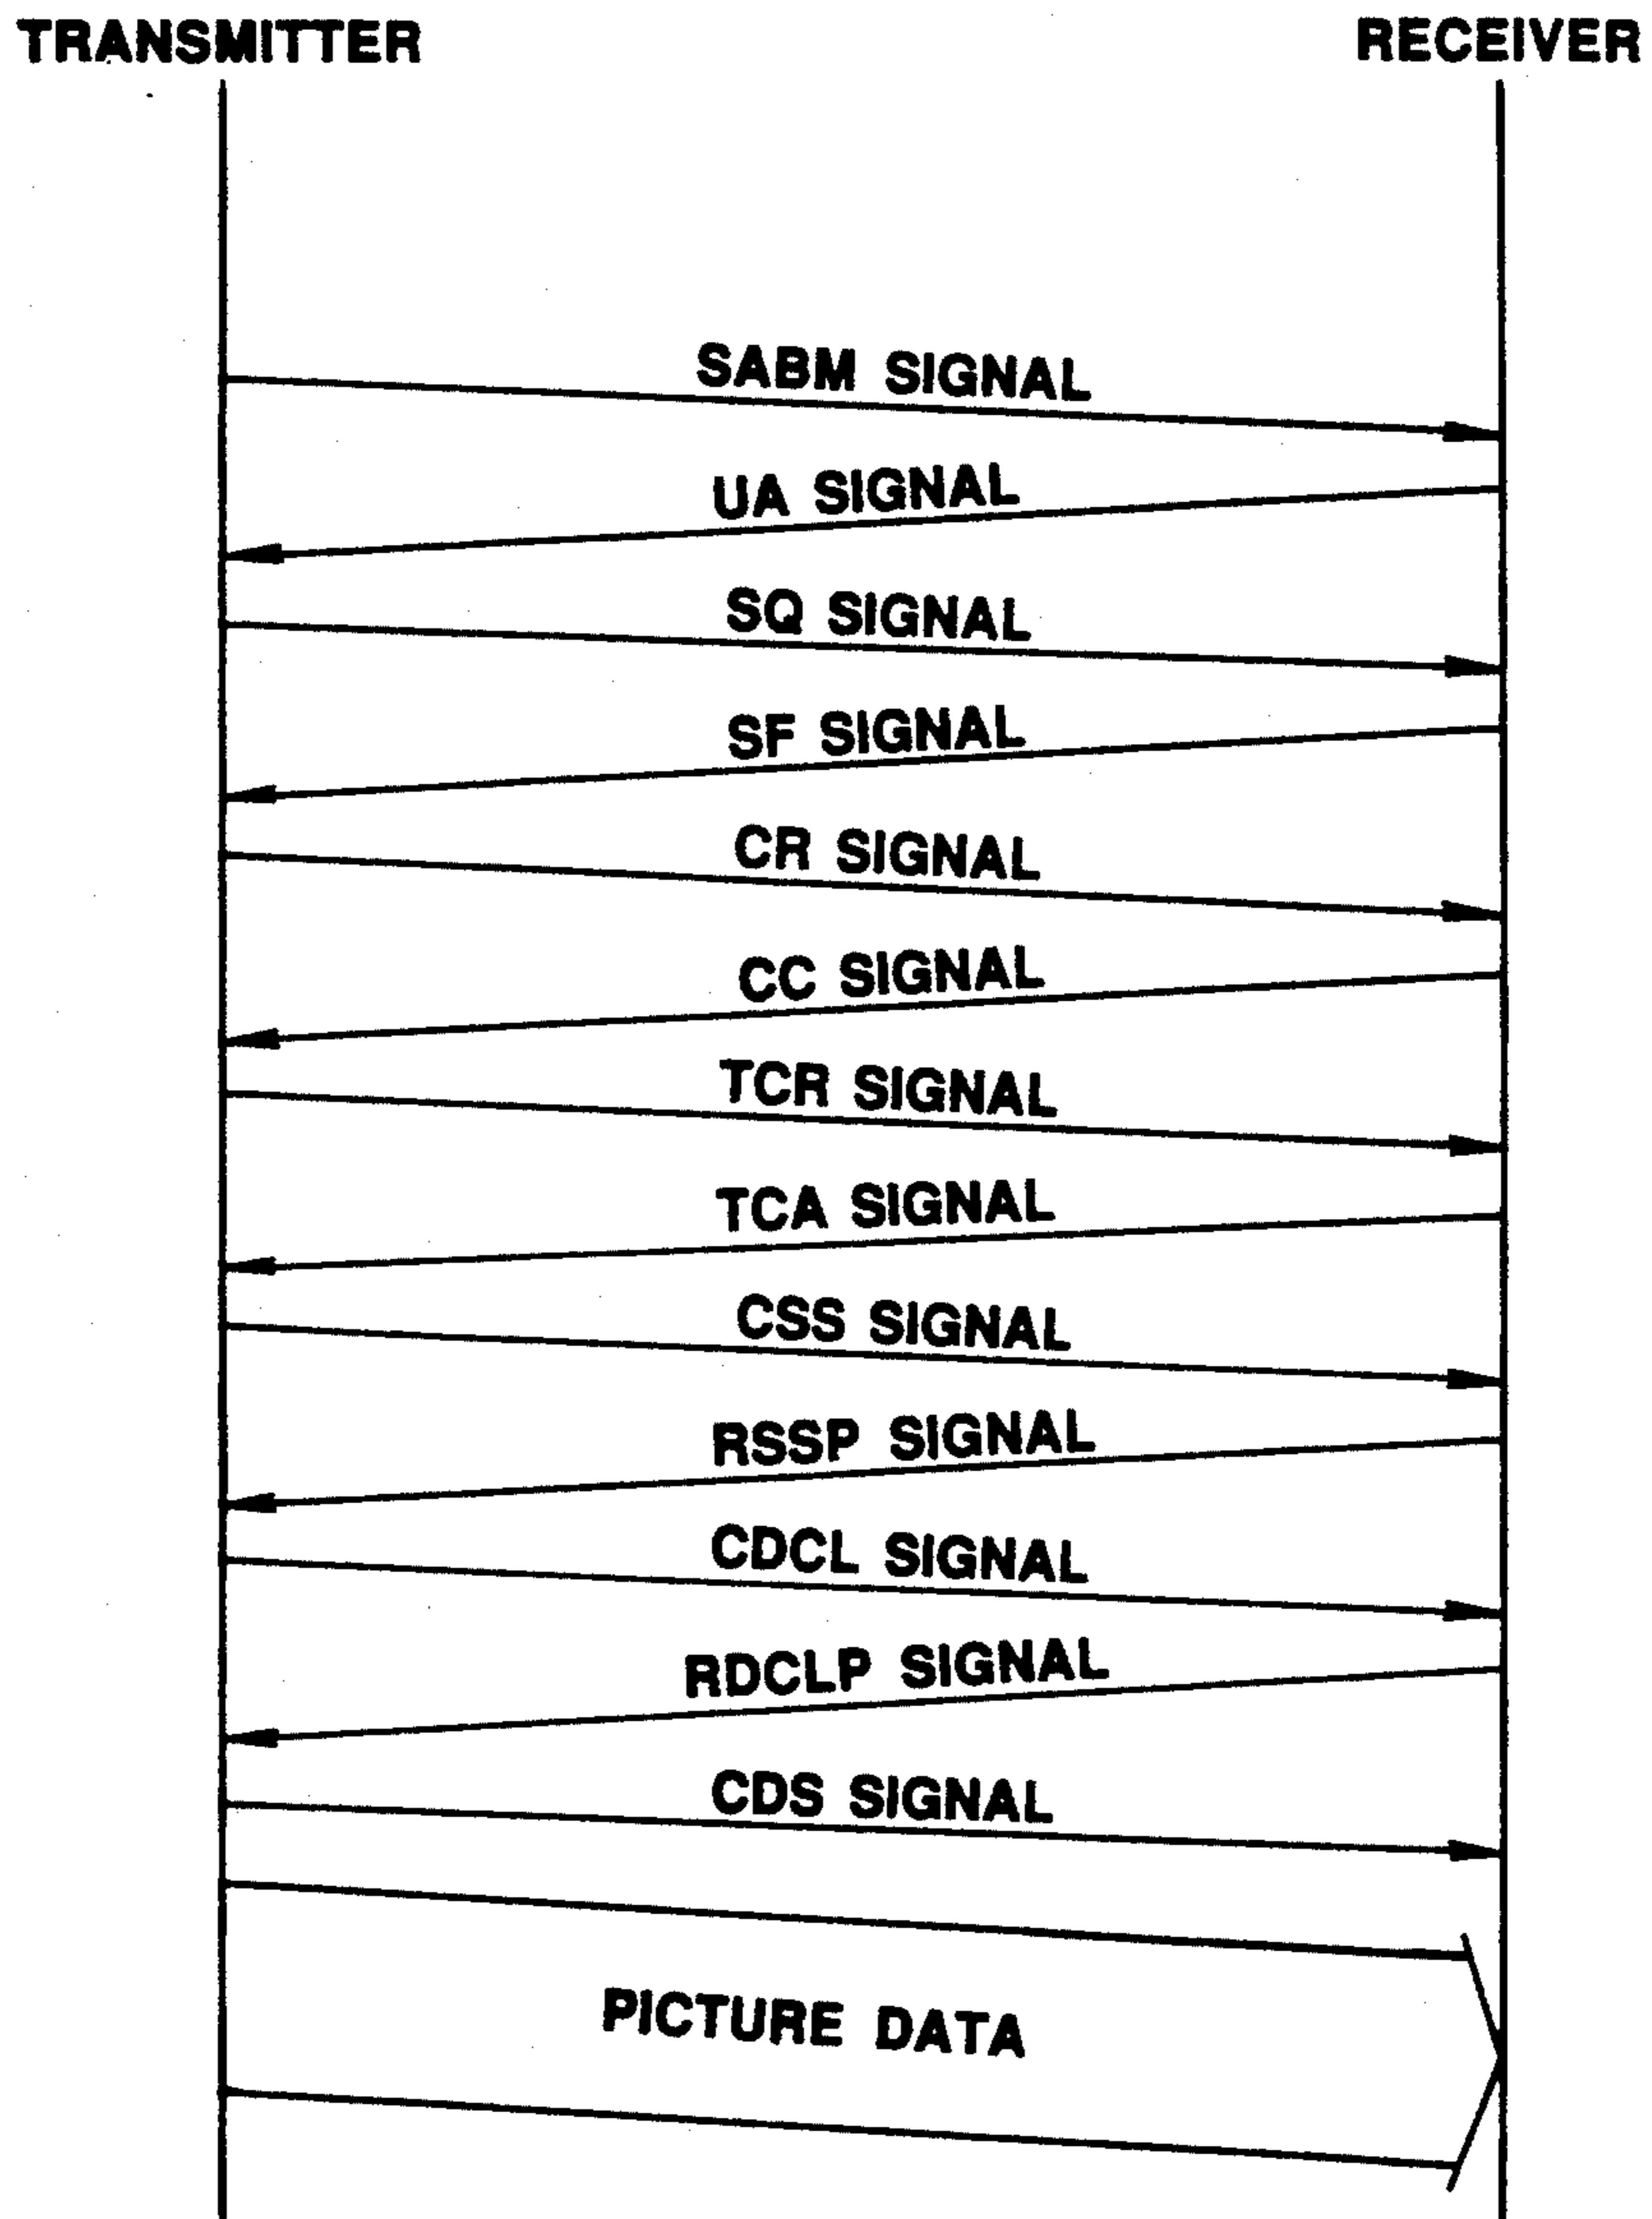 TRANSMITTER
RECEIVER
SABM SIGNAL
UA SIGNAL
SQ SIGNAL
SF SIGNAL
CR SIGNAL
CC SIGNAL
TCR SIGNAL
TCA SIGNAL
CSS SIGNAL
RSSP SIGNAL
CDCL SIGNAL
RDCLP SIGNAL
CDS SIGNAL
PICTURE DATA